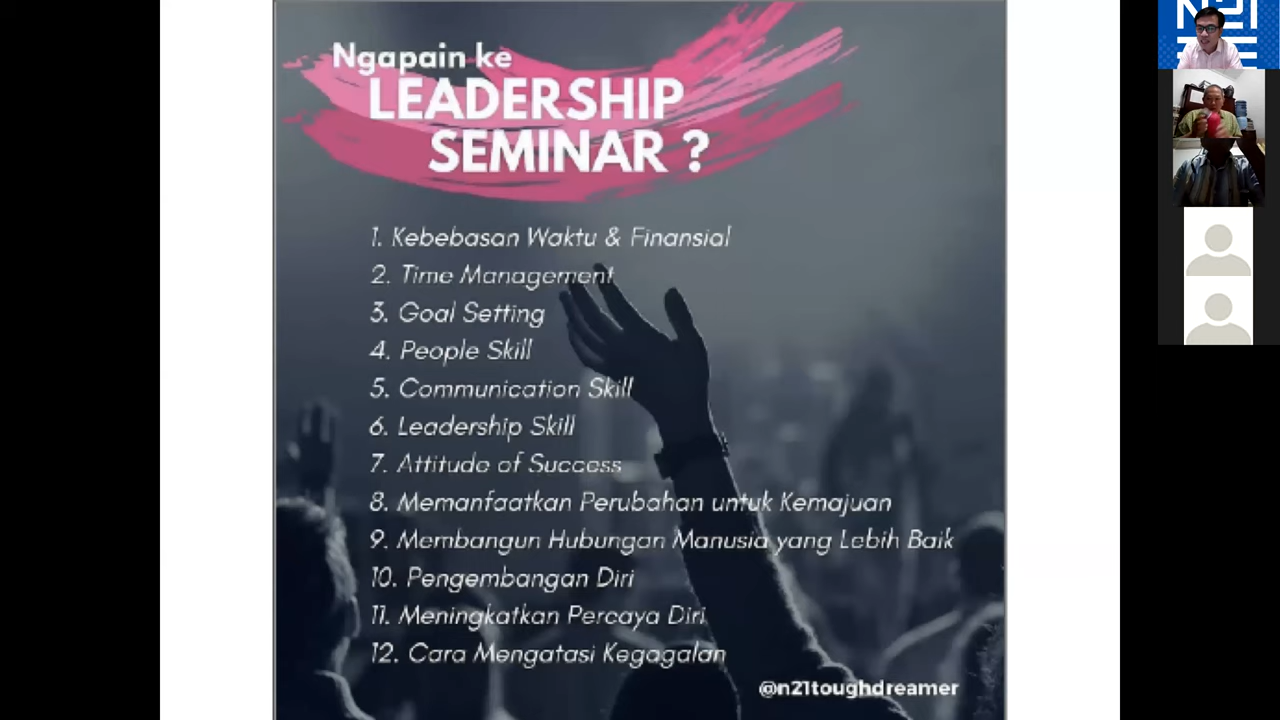 Ngapain ke
LEADERSHIP
SEMINAR ?
1. Kebebasan Waktu & Finansial
2. Time Management
3. Goal Setting
4. People Skill
5. Communication Skill
6. Leadership Skill
7. Attitude of Success
8. Memanfaatkan Perubahan untuk Kemajuan
9. Membangun Hubungan Manusia yang Lebih Baik
10. Pengembangan Diri
11. Meningkatkan Percaya Diri
12. Cara Mengatasi Kegagalan
@n21toughdreamer